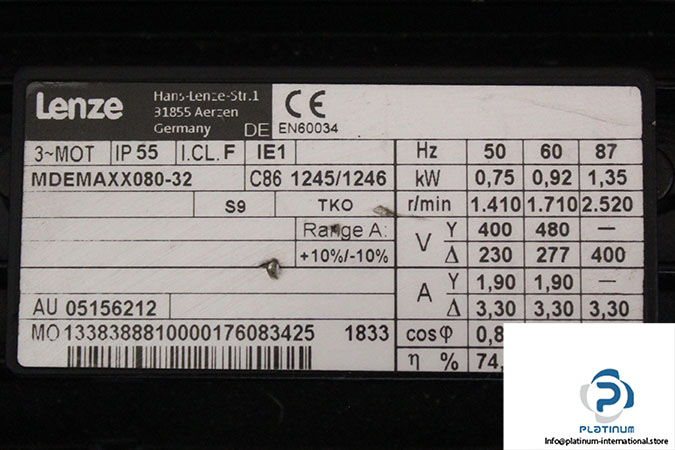 Lenze
Hans-Lenze-Str.1
31855 Aerzen
Germany DE
CE
EN60034
3~MOT IP 55 I.CL. F IE1
MDEMAXX080-32 C86 1245/1246
S9 TKO
Range A:
+10%/-10%
AU 05156212
MO 1338388810000176083425 1833
Hz 50 60 87
kW 0,75 0,92 1,35
r/min 1.410 1.710 2.520
V Y 400 480 —
Δ 230 277 400
A Y 1,90 1,90 —
Δ 3,30 3,30 3,30
cosφ 0,8
η % 74,
PLATINUM
Info@platinum-international.store